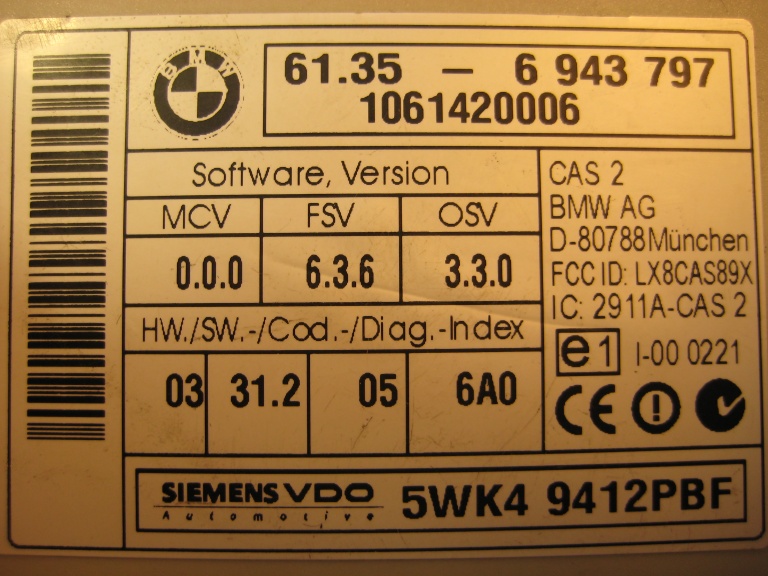 BMW
61.35 – 6 943 797
1061420006
Software, Version
MCV FSV OSV
0.0.0 6.3.6 3.3.0
HW./SW.-/Cod.-/Diag.-Index
03 31.2 05 6A0
CAS 2
BMW AG
D-80788 München
FCC ID: LX8CAS89X
IC: 2911A-CAS 2
e1 I-00 0221
CE
SIEMENS VDO
Automotive
5WK4 9412PBF